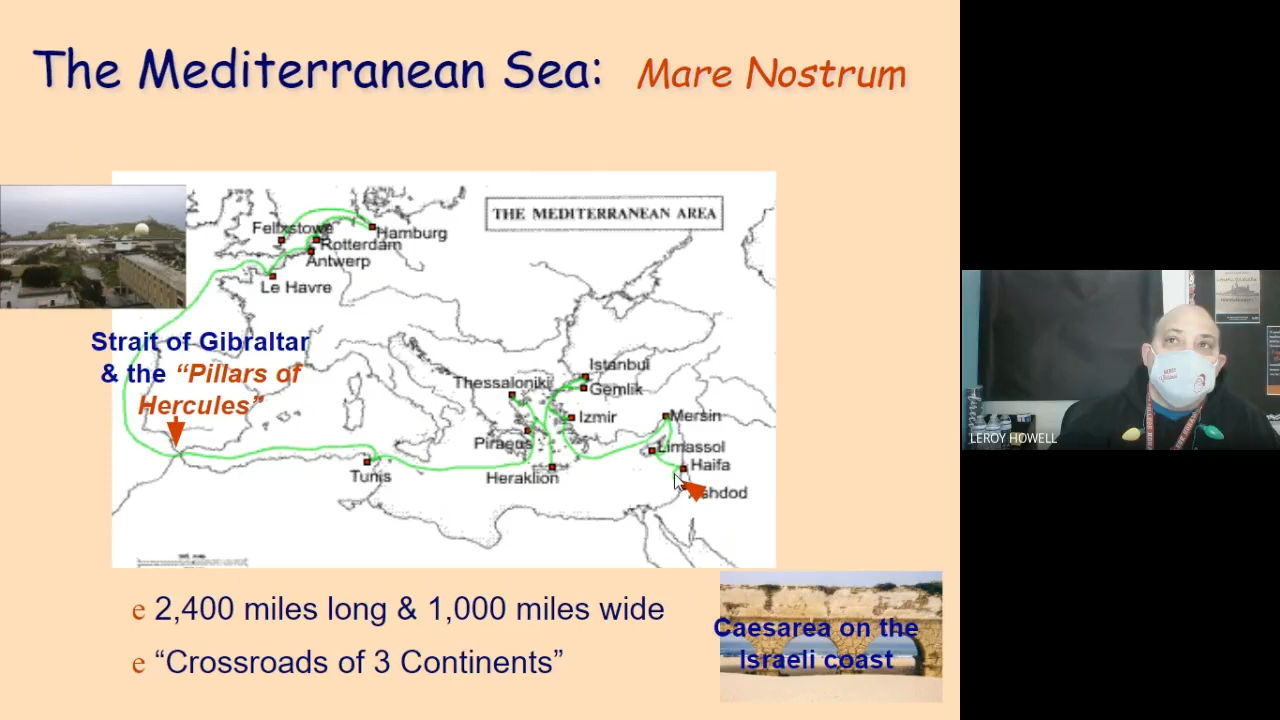 The Mediterranean Sea: Mare Nostrum
THE MEDITERRANEAN AREA
Felixstowe
Hamburg
Rotterdam
Antwerp
Le Havre
Strait of Gibraltar
& the “Pillars of
Hercules”
Istanbul
Thessaloniki
Gemlik
Izmir
Mersin
Piraeus
Limassol
Haifa
Tunis
Heraklion
Ashdod
e 2,400 miles long & 1,000 miles wide
e “Crossroads of 3 Continents”
Caesarea on the
Israeli coast
LEROY HOWELL